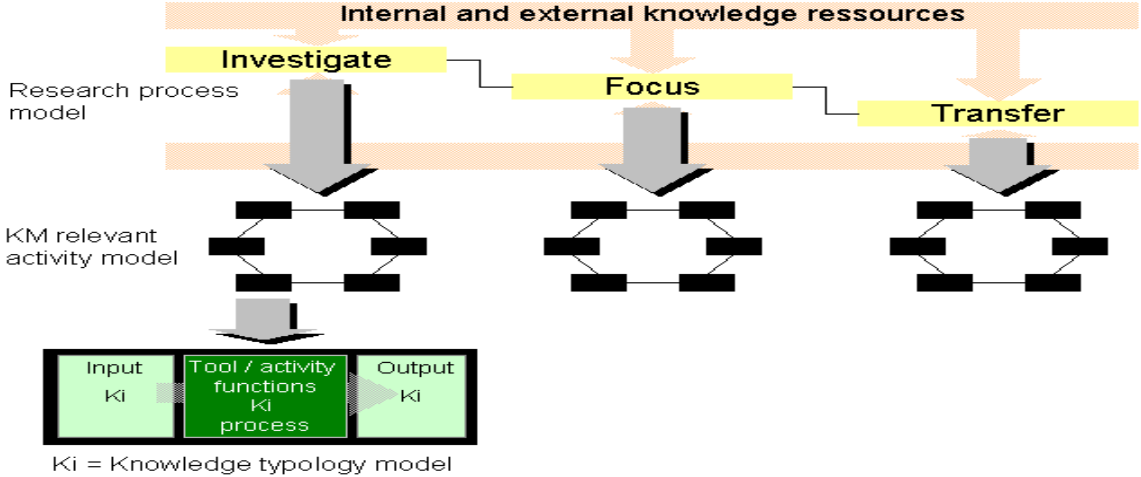 Internal and external knowledge ressources
Investigate
Focus
Transfer
Research process
model
KM relevant
activity model
Input
Ki
Tool / activity
functions
Ki
process
Output
Ki
Ki = Knowledge typology model